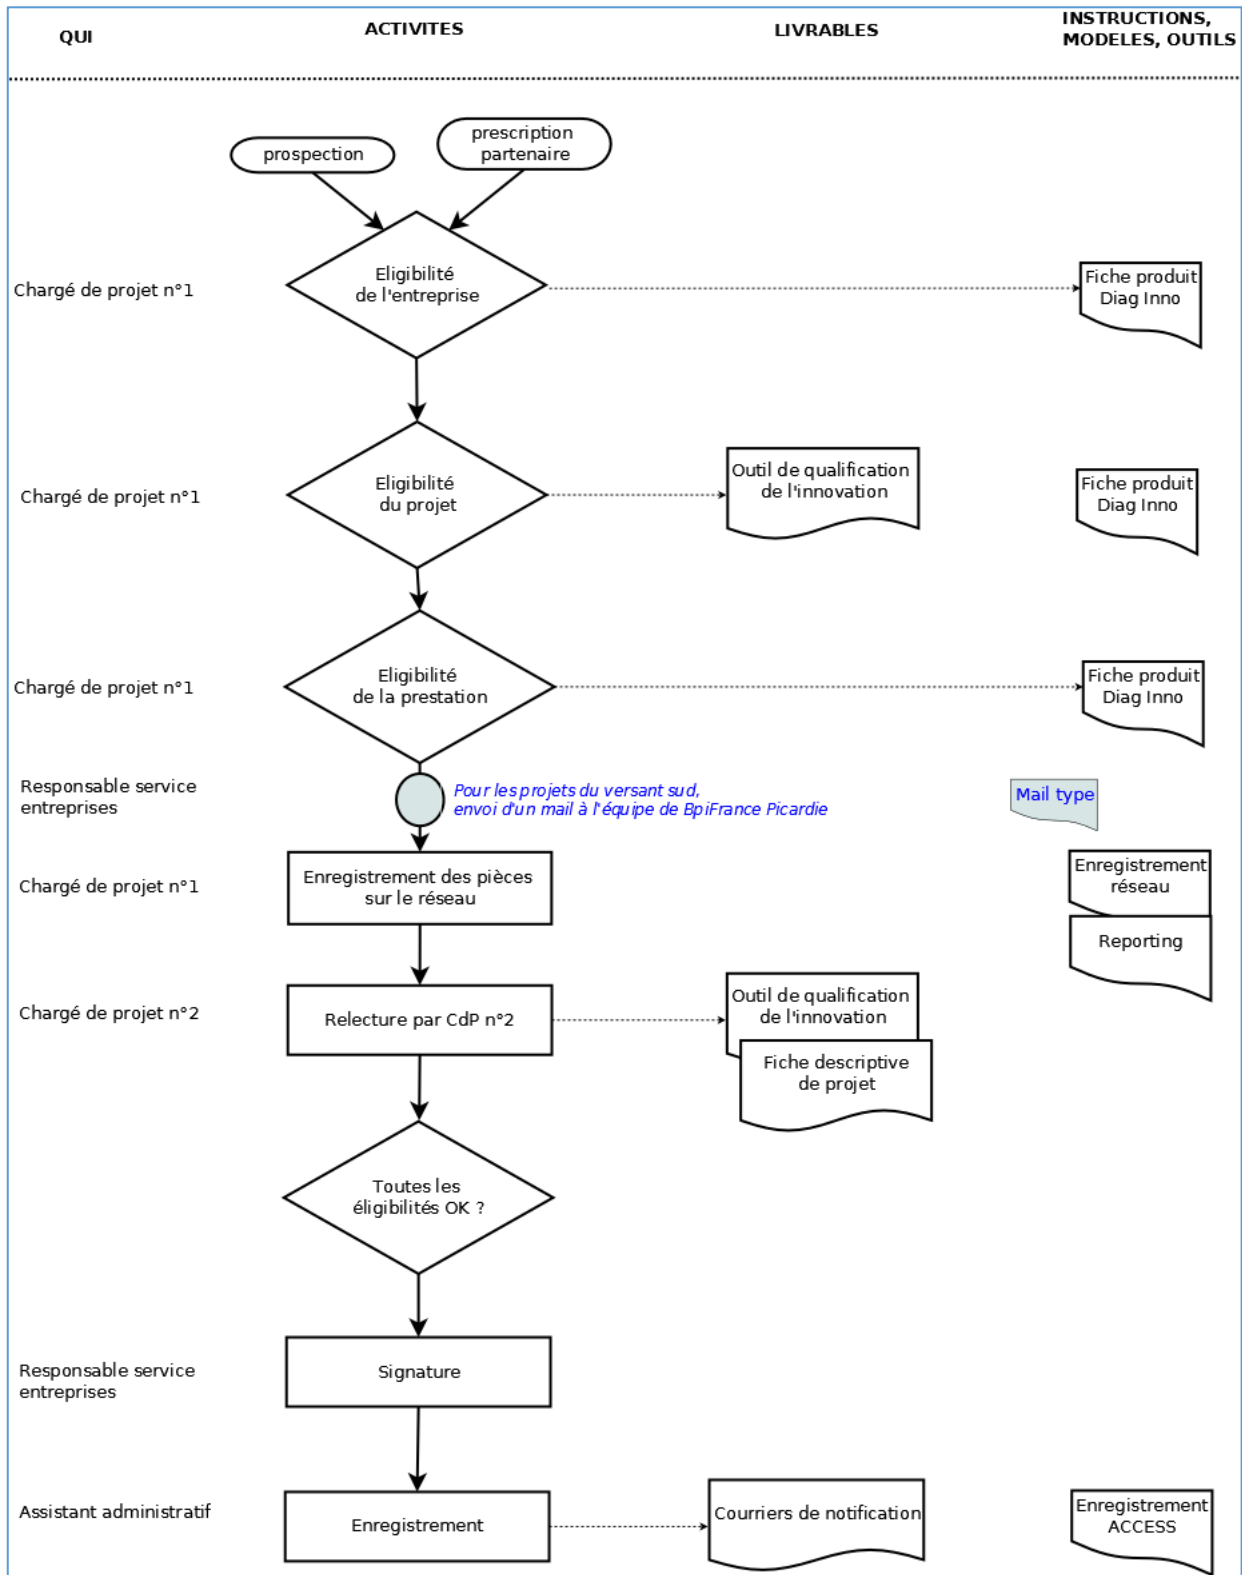 QUI
ACTIVITES
LIVRABLES
INSTRUCTIONS,
MODELES, OUTILS
prospection
prescription
partenaire
Chargé de projet n°1
Eligibilité
de l'entreprise
Fiche produit
Diag Inno
Chargé de projet n°1
Eligibilité
du projet
Outil de qualification
de l'innovation
Fiche produit
Diag Inno
Chargé de projet n°1
Eligibilité
de la prestation
Fiche produit
Diag Inno
Responsable service
entreprises
Pour les projets du versant sud,
envoi d'un mail à l'équipe de BpiFrance Picardie
Mail type
Chargé de projet n°1
Enregistrement des pièces
sur le réseau
Enregistrement
réseau
Reporting
Chargé de projet n°2
Relecture par CdP n°2
Outil de qualification
de l'innovation
Fiche descriptive
de projet
Toutes les
éligibilités OK ?
Responsable service
entreprises
Signature
Assistant administratif
Enregistrement
Courriers de notification
Enregistrement
ACCESS